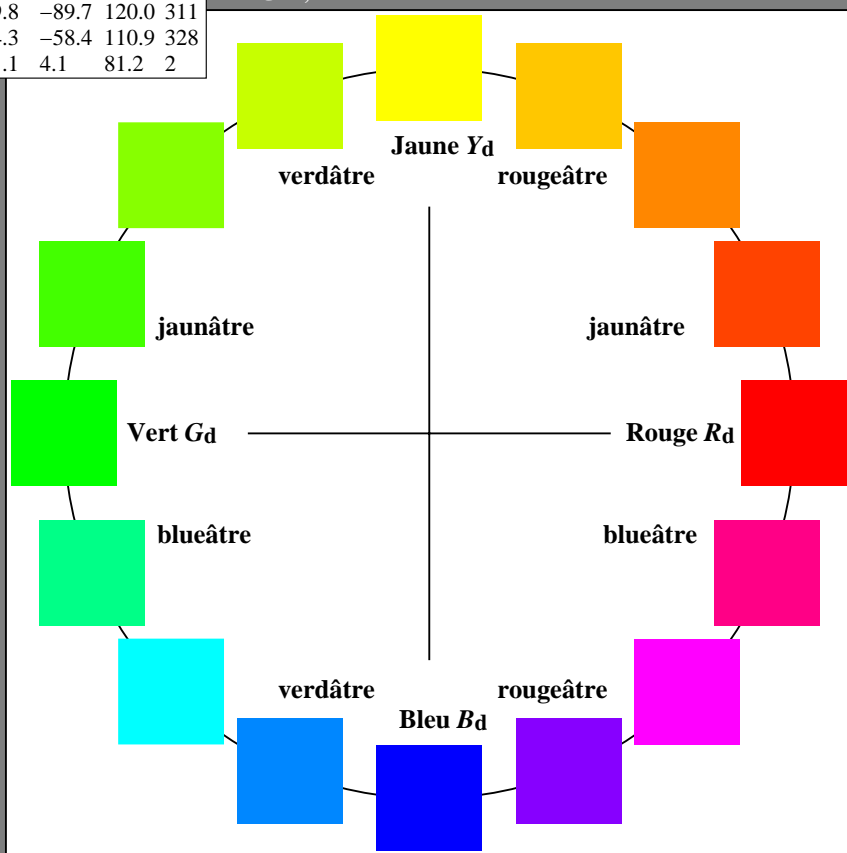 −89.7 120.0 311
−58.4 110.9 328
4.1 81.2 2
Jaune Yd
verdâtre rougeâtre
jaunâtre jaunâtre
Vert Gd Rouge Rd
blueâtre blueâtre
verdâtre rougeâtre
Bleu Bd